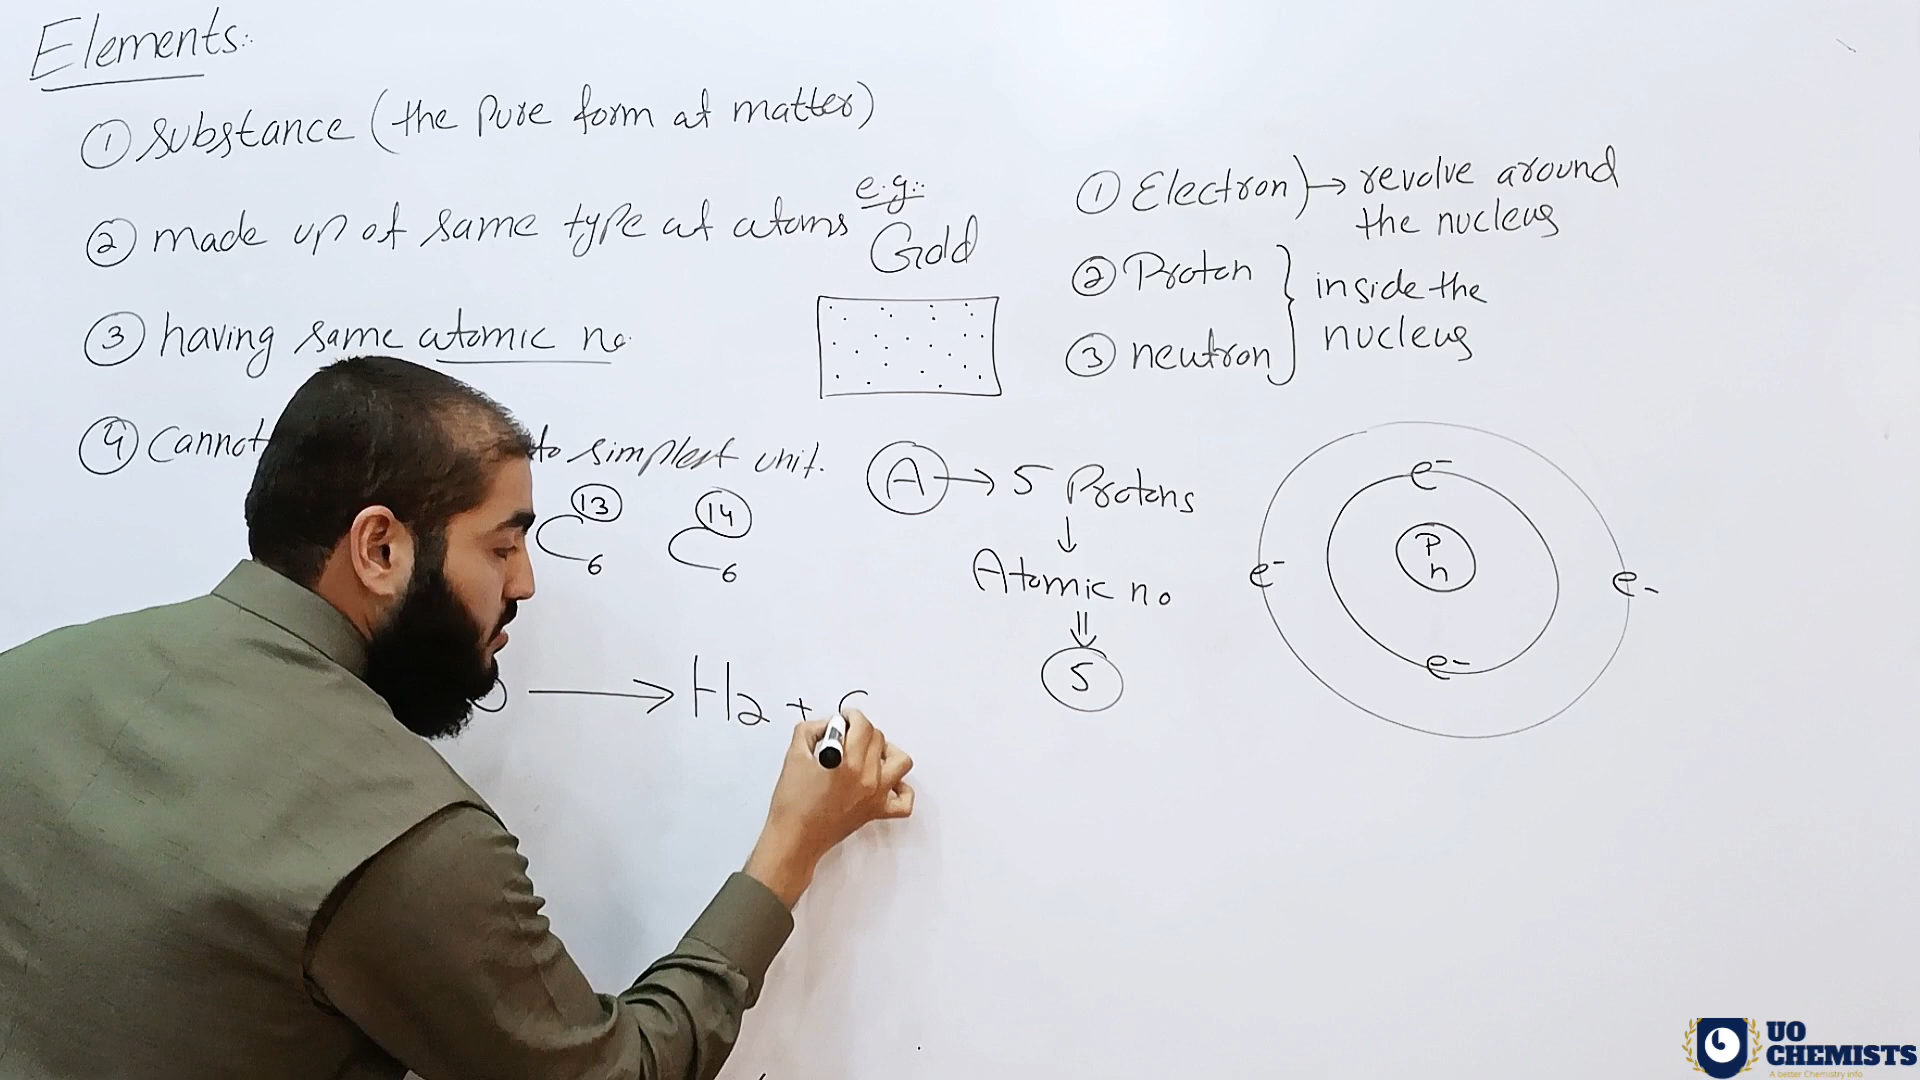 Elements:
① Substance (the Pure form of matter)
② made up of same type of atoms
③ having same atomic no.
④ Cannot to simplest unit.
e.g:
Gold
① Electron → revolve around
the nucleus
② Proton
③ neutron
inside the
nucleus
13
C
6
14
C
6
A → 5 Protons
↓
Atomic no
⇓
5
e-
e-
P
n
e-
e-
e-
→ H2 +
UO
CHEMISTS
A better Chemistry info